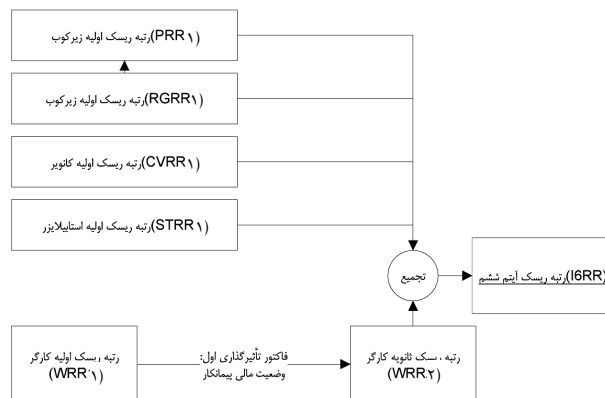 رتبه ریسک اولیه زیرکوب(PRR۱)
رتبه ریسک اولیه زیرکوب(RGRR۱)
رتبه ریسک اولیه کانویر(CVRR۱)
رتبه ریسک اولیه استابیلایزر(STRR۱)
تجمیع
رتبه ریسک آیتم ششم(I6RR)
رتبه ریسک اولیه کارگر
(WRR۱)
فاکتور تأثیرگذاری اول:
وضعیت مالی پیمانکار
رتبه ریسک ثانویه کارگر
(WRR۲)